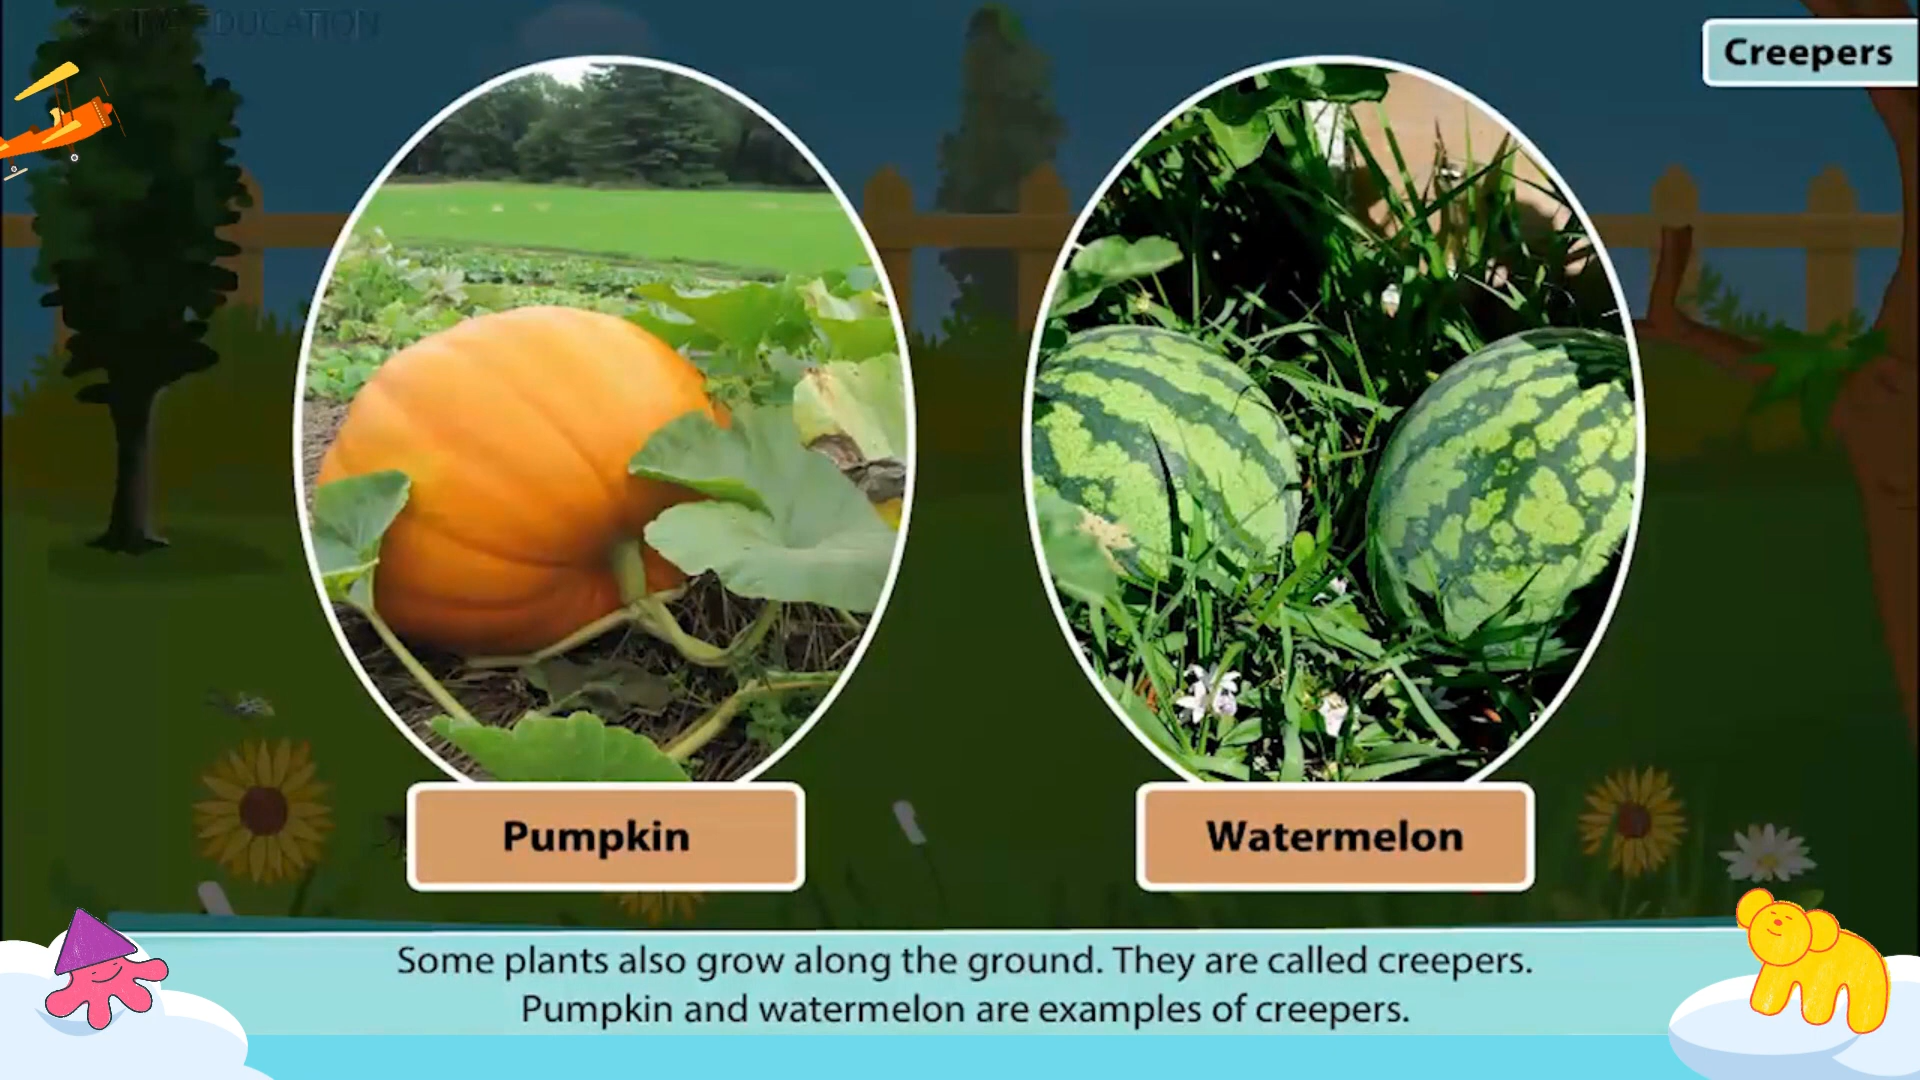 EDUCATION
Creepers
Pumpkin
Watermelon
Some plants also grow along the ground. They are called creepers.
Pumpkin and watermelon are examples of creepers.